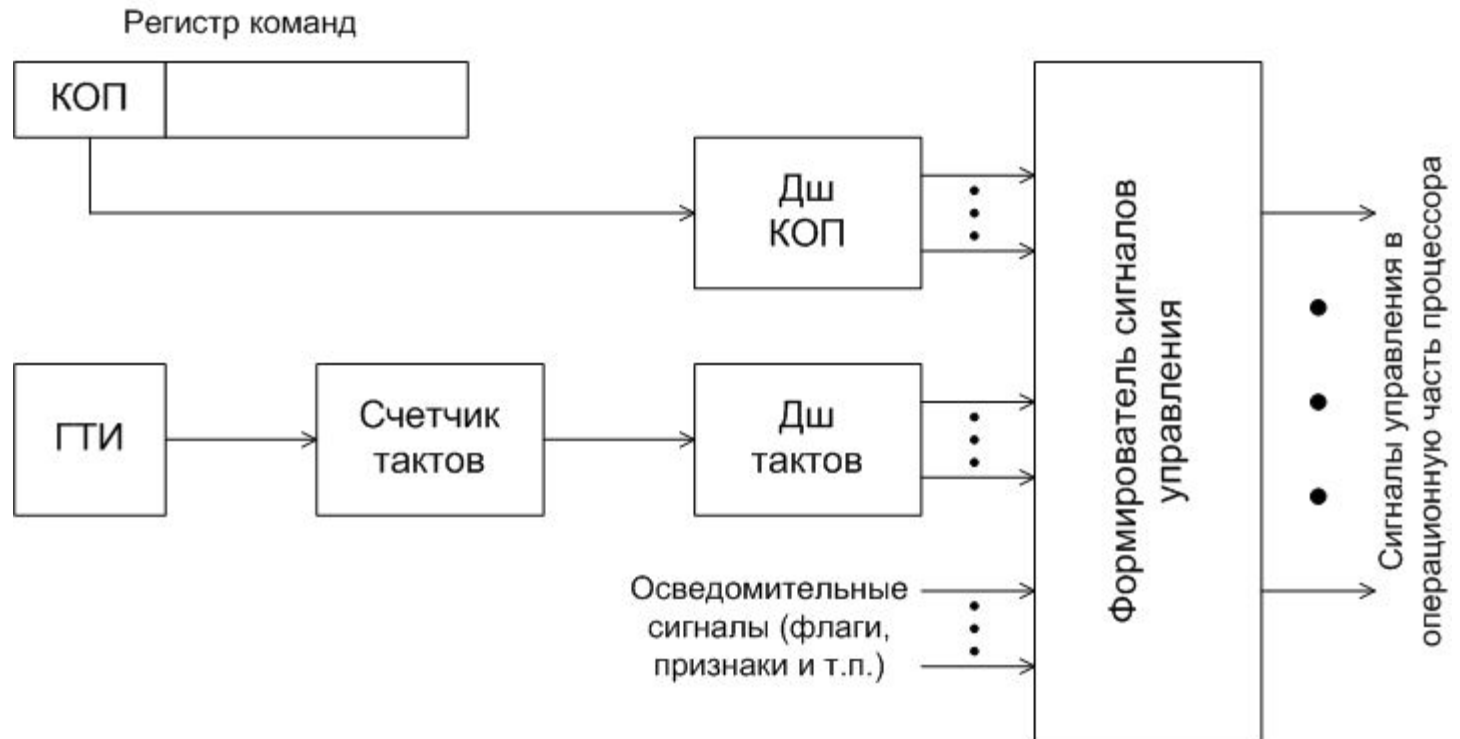 Регистр команд
КОП
Дш
КОП
ГТИ
Счетчик
тактов
Дш
тактов
Осведомительные
сигналы (флаги,
признаки и т.п.)
Формирователь сигналов
управления
Сигналы управления в
операционную часть процессора